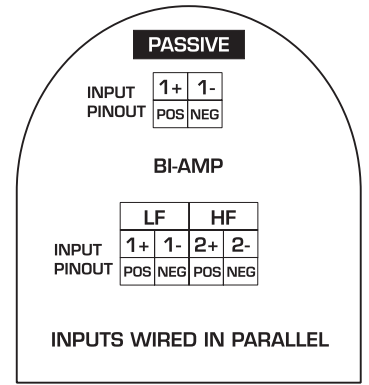 PASSIVE
INPUT PINOUT
1+ 1-
POS NEG
BI-AMP
LF HF
INPUT PINOUT
1+ 1- 2+ 2-
POS NEG POS NEG
INPUTS WIRED IN PARALLEL